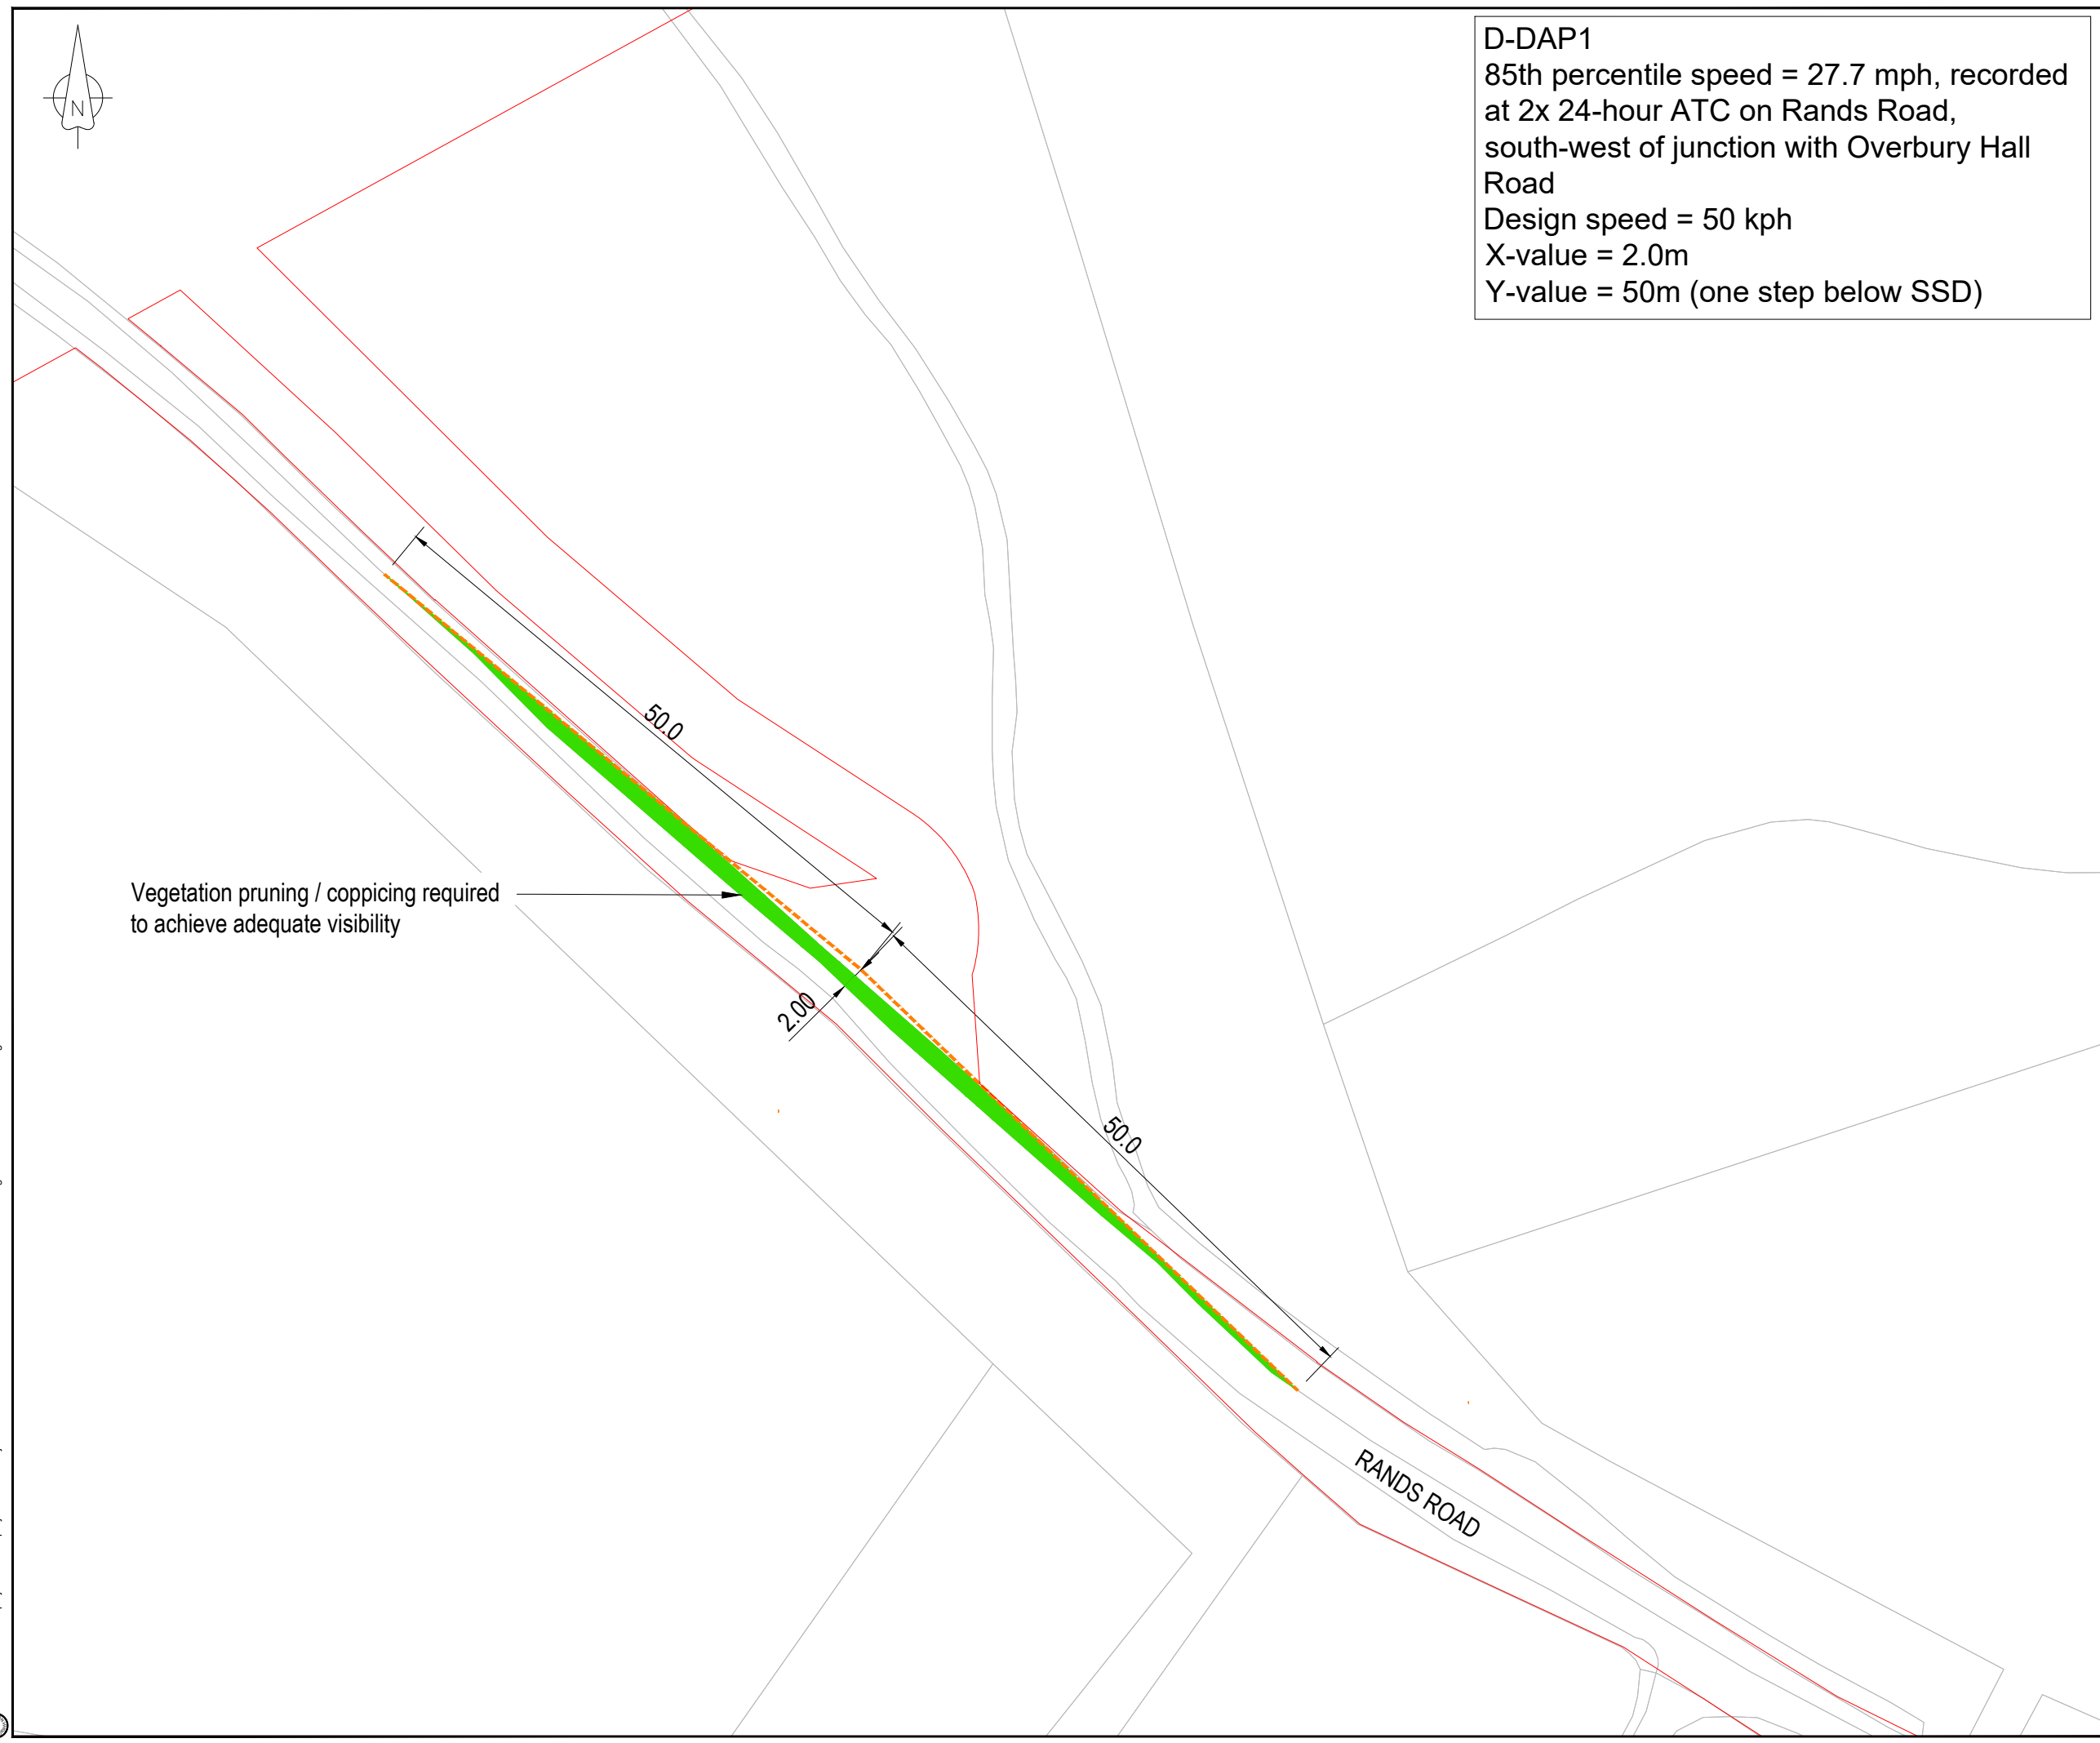 N
D-DAP1
85th percentile speed = 27.7 mph, recorded
at 2x 24-hour ATC on Rands Road,
south-west of junction with Overbury Hall
Road
Design speed = 50 kph
X-value = 2.0m
Y-value = 50m (one step below SSD)
50.0
Vegetation pruning / coppicing required
to achieve adequate visibility
2.00
50.0
RANDS ROAD